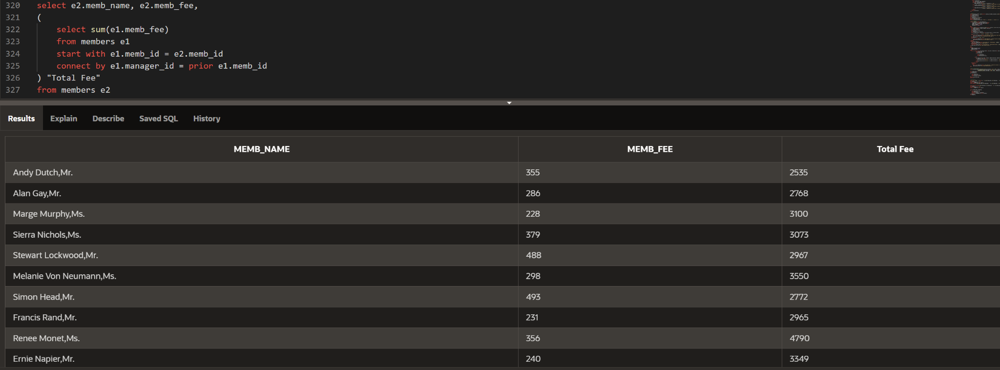 320 select e2.memb_name, e2.memb_fee,
321 (
322 select sum(e1.memb_fee)
323 from members e1
324 start with e1.memb_id = e2.memb_id
325 connect by e1.manager_id = prior e1.memb_id
326 ) "Total Fee"
327 from members e2
Results Explain Describe Saved SQL History
MEMB_NAME MEMB_FEE Total Fee
Andy Dutch,Mr. 355 2535
Alan Gay,Mr. 286 2768
Marge Murphy,Ms. 228 3100
Sierra Nichols,Ms. 379 3073
Stewart Lockwood,Mr. 488 2967
Melanie Von Neumann,Ms. 298 3550
Simon Head,Mr. 493 2772
Francis Rand,Mr. 231 2965
Renee Monet,Ms. 356 4790
Ernie Napier,Mr. 240 3349